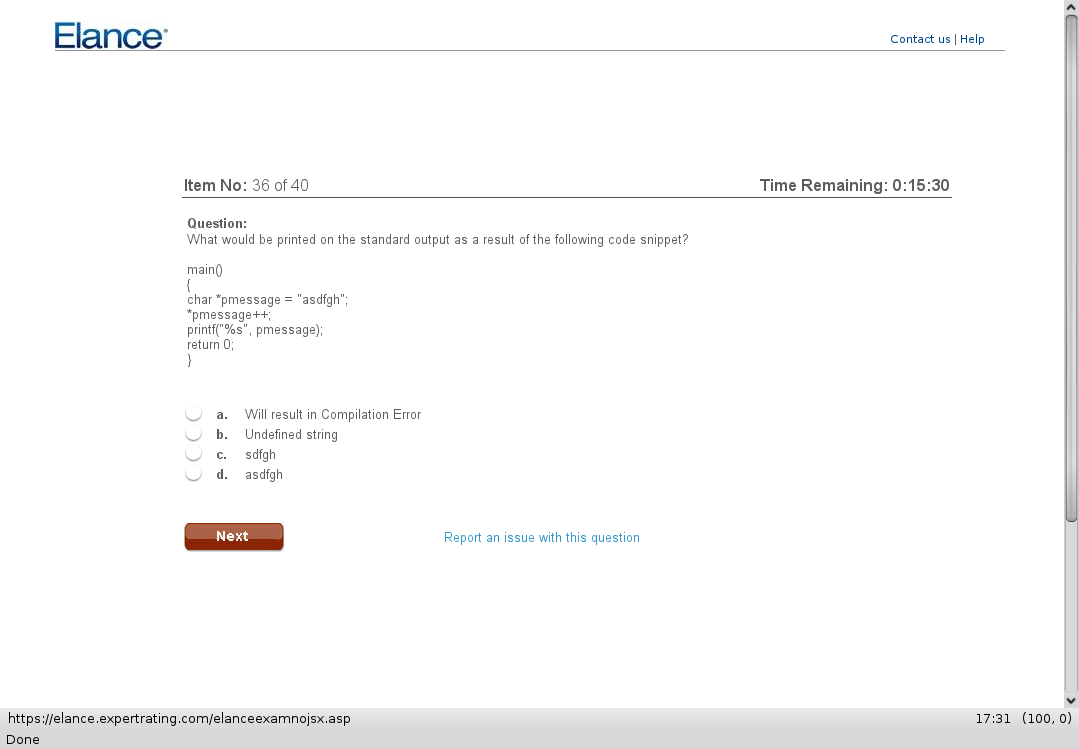 Elance
Contact us | Help
Item No: 36 of 40
Time Remaining: 0:15:30
Question:
What would be printed on the standard output as a result of the following code snippet?
main()
{
char *pmessage = "asdfgh";
*pmessage++;
printf("%s", pmessage);
return 0;
}
a. Will result in Compilation Error
b. Undefined string
c. sdfgh
d. asdfgh
Next
Report an issue with this question
https://elance.expertrating.com/elanceexamnojsx.asp
17:31 (100, 0)
Done